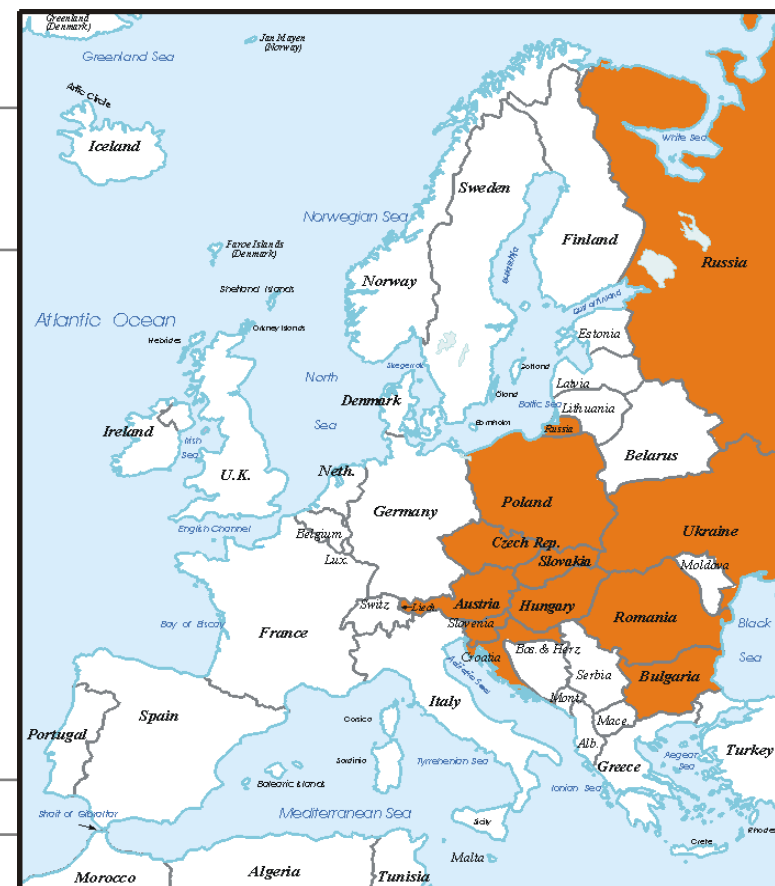 Greenland
(Denmark)
Jan Mayen
(Norway)
Greenland Sea
Artic Circle
White Sea
Iceland
Sweden
Norwegian Sea
Faroe Islands
(Denmark)
Finland
Russia
Norway
Shetland Islands
Gulf of Finland
Atlantic Ocean
Orkney Islands
Hebrides
Estonia
Skagerrak
Gotland
North
Sea
Latvia
Denmark
Öland
Baltic Sea
Lithuania
Bornholm
Russia
Ireland
Irish
Sea
Belarus
Neth.
U.K.
Poland
Germany
English Channel
Belgium
Ukraine
Czech Rep.
Lux.
Slovakia
Moldova
Switz
Liech.
Austria
Hungary
Romania
Bay of Biscay
France
Slovenia
Black
Sea
Bos. & Herz
Croatia
Adriatic Sea
Serbia
Bulgaria
Mont.
Italy
Spain
Corsica
Mace.
Portugal
Alb.
Turkey
Sardinia
Tyrrehenian Sea
Aegean
Sea
Greece
Balearic Islands
Ionian Sea
Strait of Gibraltar
Mediterranean Sea
Sicily
Rhodes
Crete
Malta
Morocco
Algeria
Tunisia